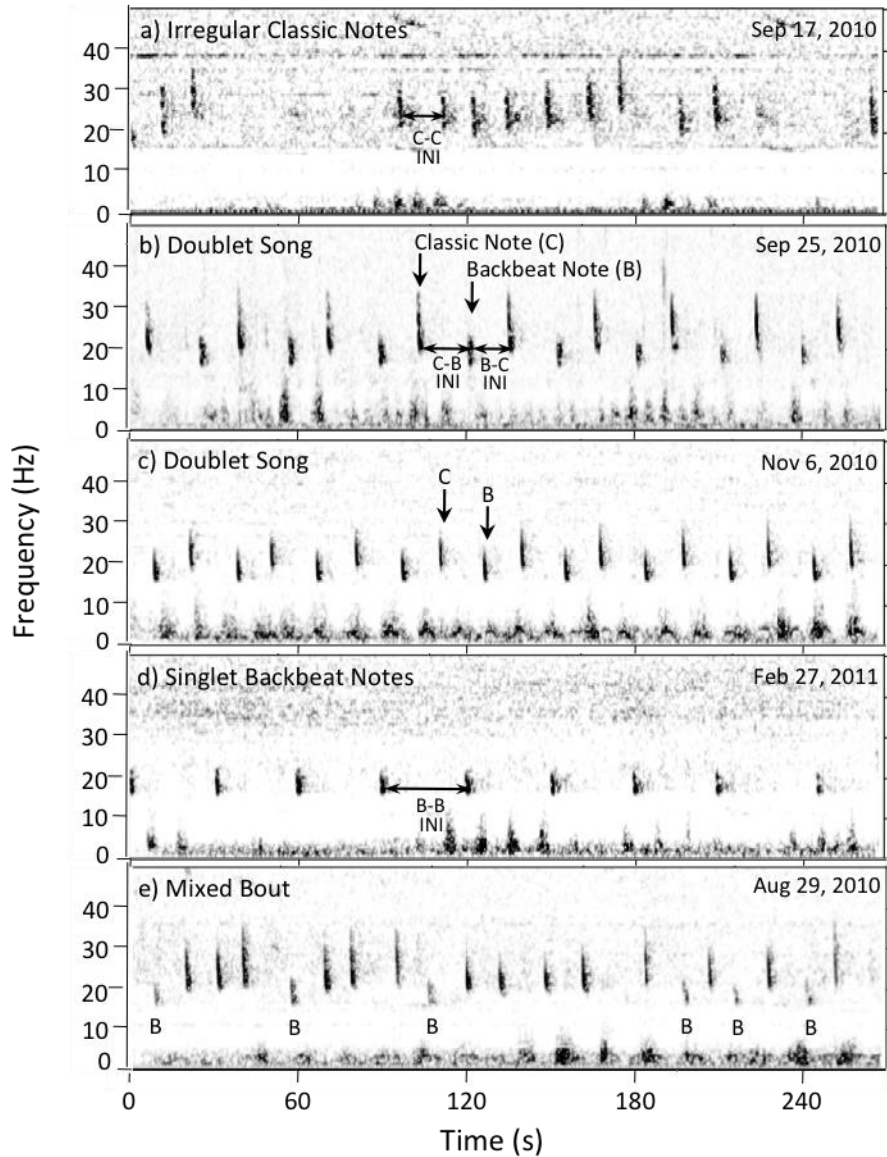 a) Irregular Classic Notes Sep 17, 2010
40
30
20
10
0
C-C
INI
b) Doublet Song Sep 25, 2010
Classic Note (C)
Backbeat Note (B)
40
30
20
10
0
C-B B-C
INI INI
c) Doublet Song Nov 6, 2010
C B
40
30
20
10
0
d) Singlet Backbeat Notes Feb 27, 2011
40
30
20
10
0
B-B
INI
e) Mixed Bout Aug 29, 2010
40
30
20
10
0
B B B B B B
0 60 120 180 240
Time (s)
Frequency (Hz)